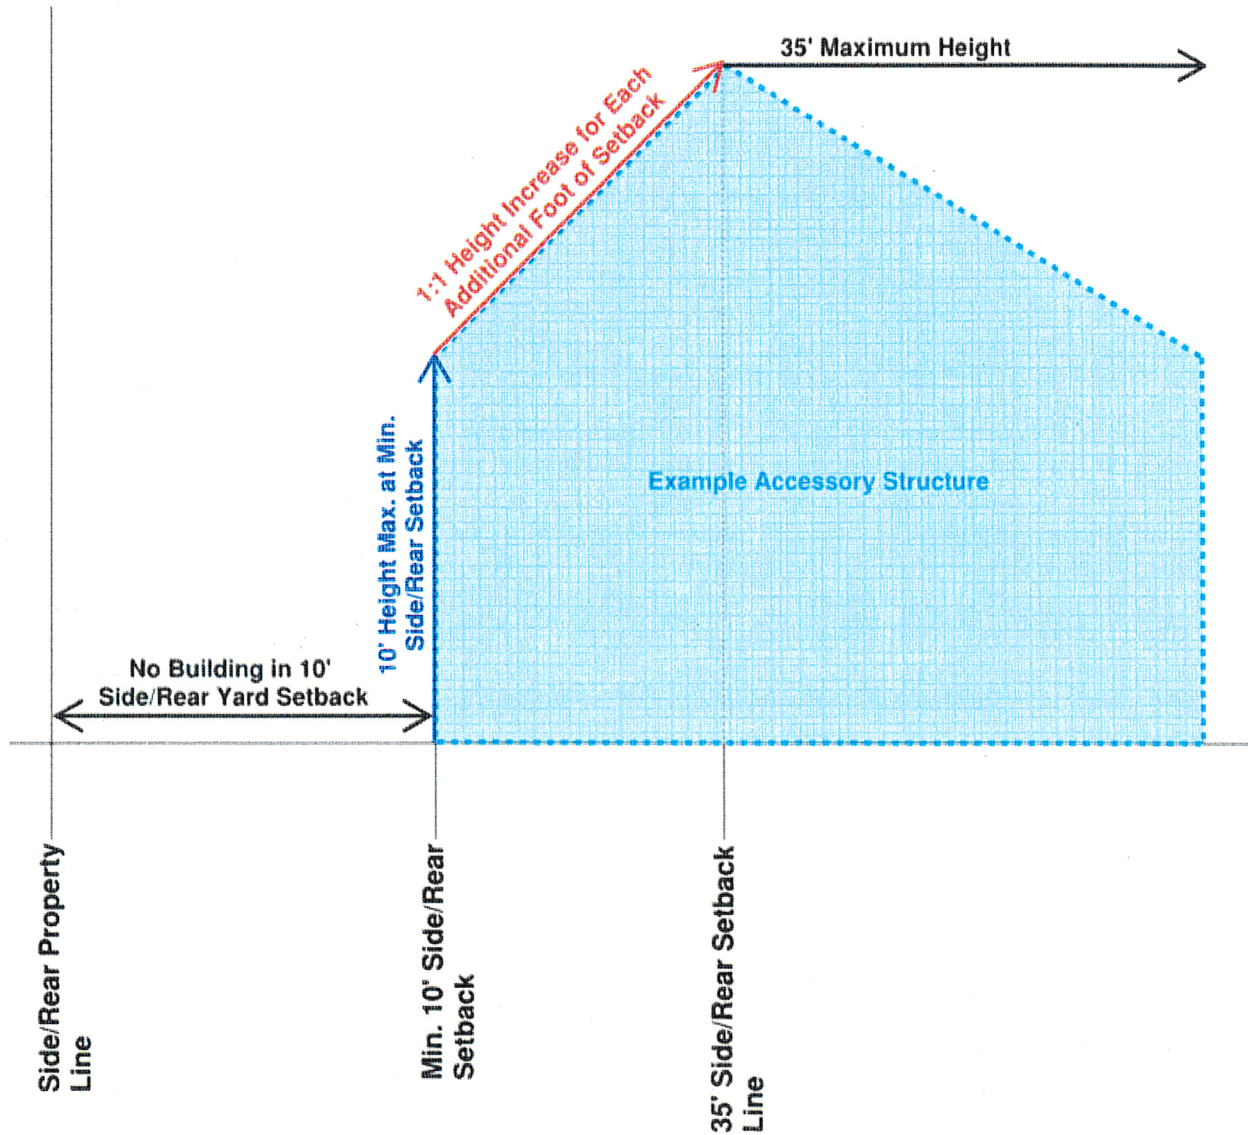 35' Maximum Height
1:1 Height Increase for Each
Additional Foot of Setback
10' Height Max. at Min.
Side/Rear Setback
Example Accessory Structure
No Building in 10'
Side/Rear Yard Setback
Side/Rear Property
Line
Min. 10' Side/Rear
Setback
35' Side/Rear Setback
Line